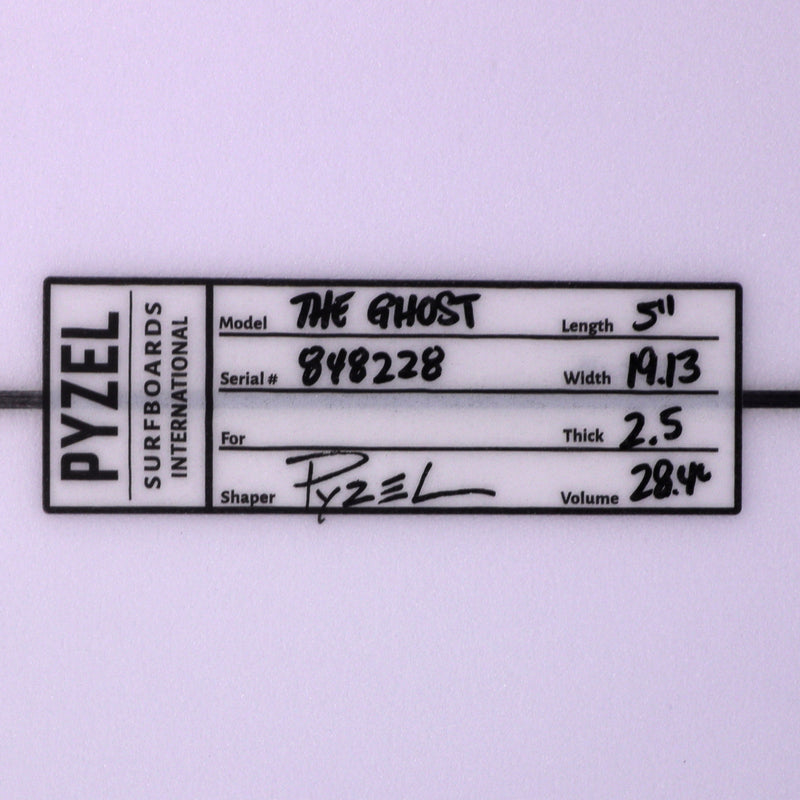 PYZEL
SURFBOARDS
INTERNATIONAL
Model THE GHOST Length 5"
Serial # 848228 Width 19.13
For Thick 2.5
Shaper PYZEL Volume 28.4L